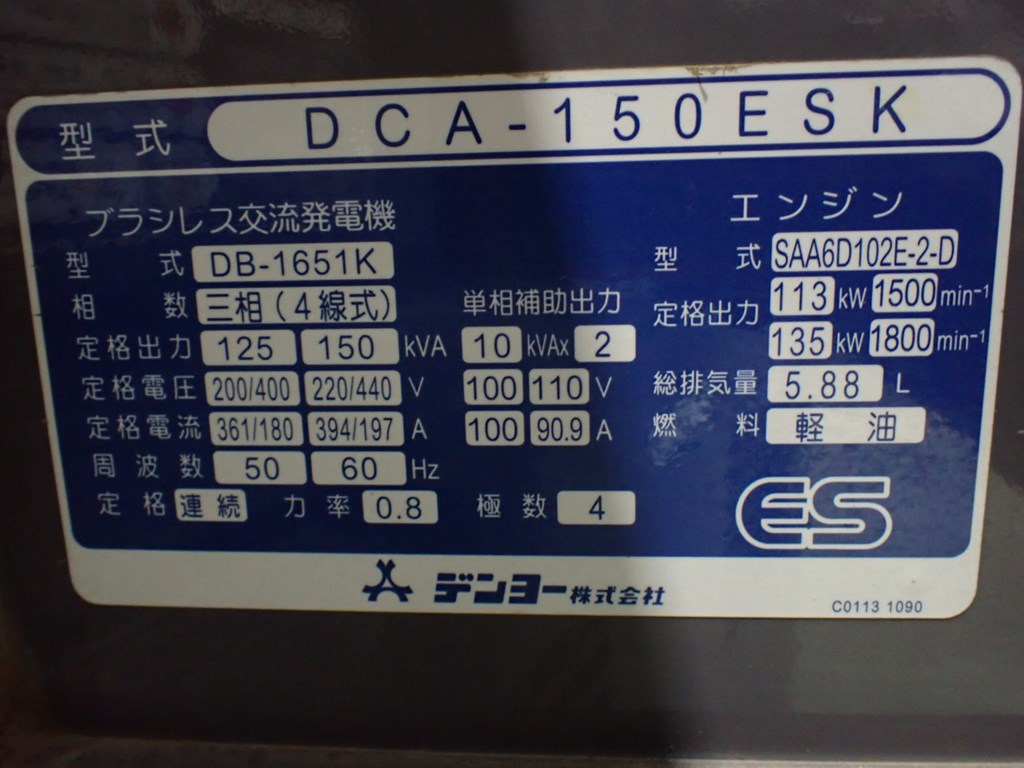 型式 DCA-150ESK
ブラシレス交流発電機
型式 DB-1651K
相数 三相(4線式)
定格出力 125 150 kVA
定格電圧 200/400 220/440 V
定格電流 361/180 394/197 A
周波数 50 60 Hz
定格 連続 力率 0.8 極数 4
単相補助出力
10 kVAx 2
100 110 V
100 90.9 A
エンジン
型式 SAA6D102E-2-D
定格出力 113 kW 1500 min⁻¹
135 kW 1800 min⁻¹
総排気量 5.88 L
燃料 軽油
ES
デンヨー株式会社
C0113 1090